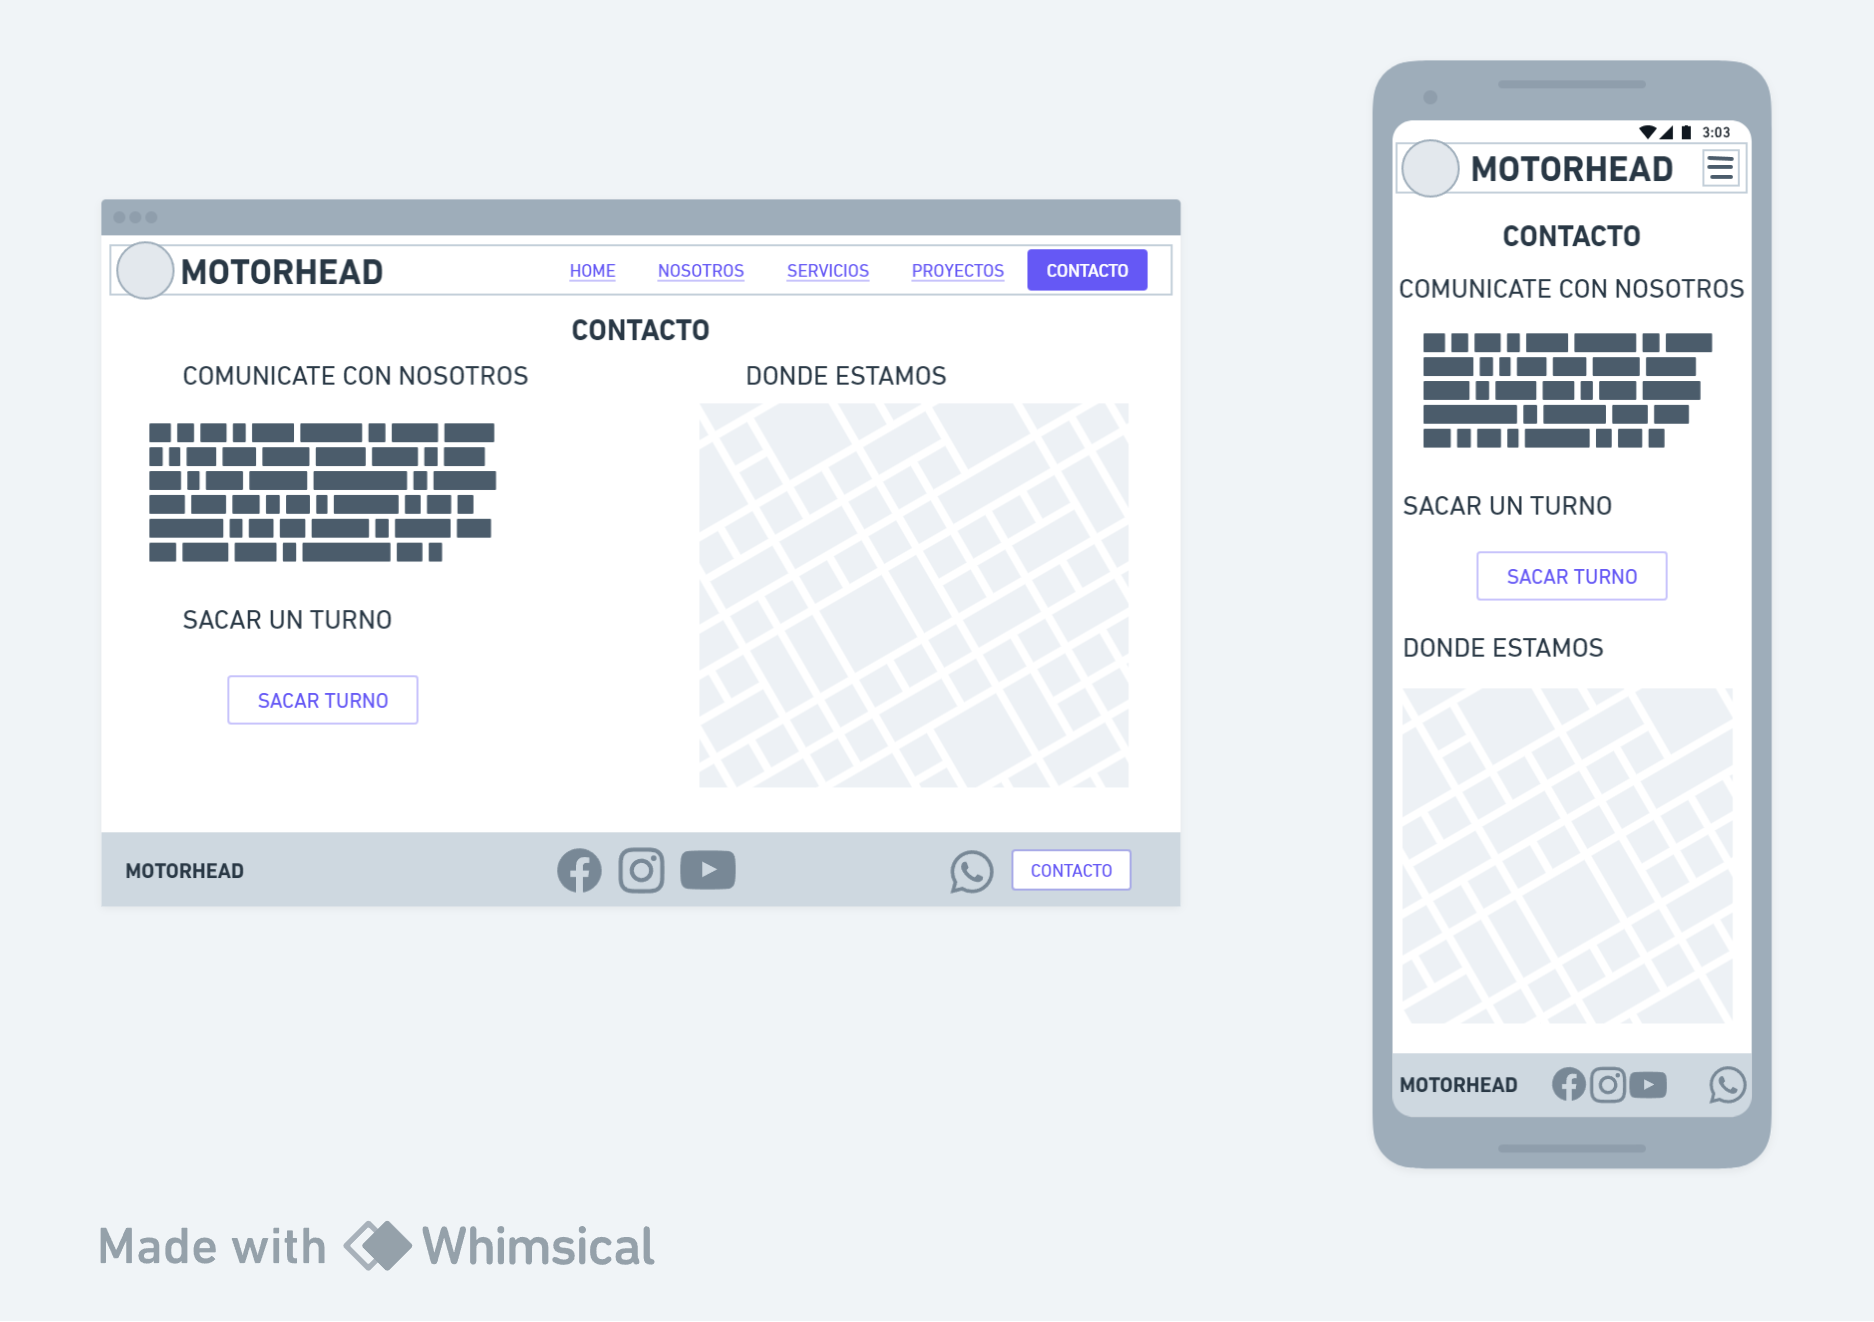 MOTORHEAD
HOME NOSOTROS SERVICIOS PROYECTOS CONTACTO
CONTACTO
COMUNICATE CON NOSOTROS
DONDE ESTAMOS
SACAR UN TURNO
SACAR TURNO
MOTORHEAD
CONTACTO
3:03
MOTORHEAD
CONTACTO
COMUNICATE CON NOSOTROS
SACAR UN TURNO
SACAR TURNO
DONDE ESTAMOS
MOTORHEAD
Made with Whimsical